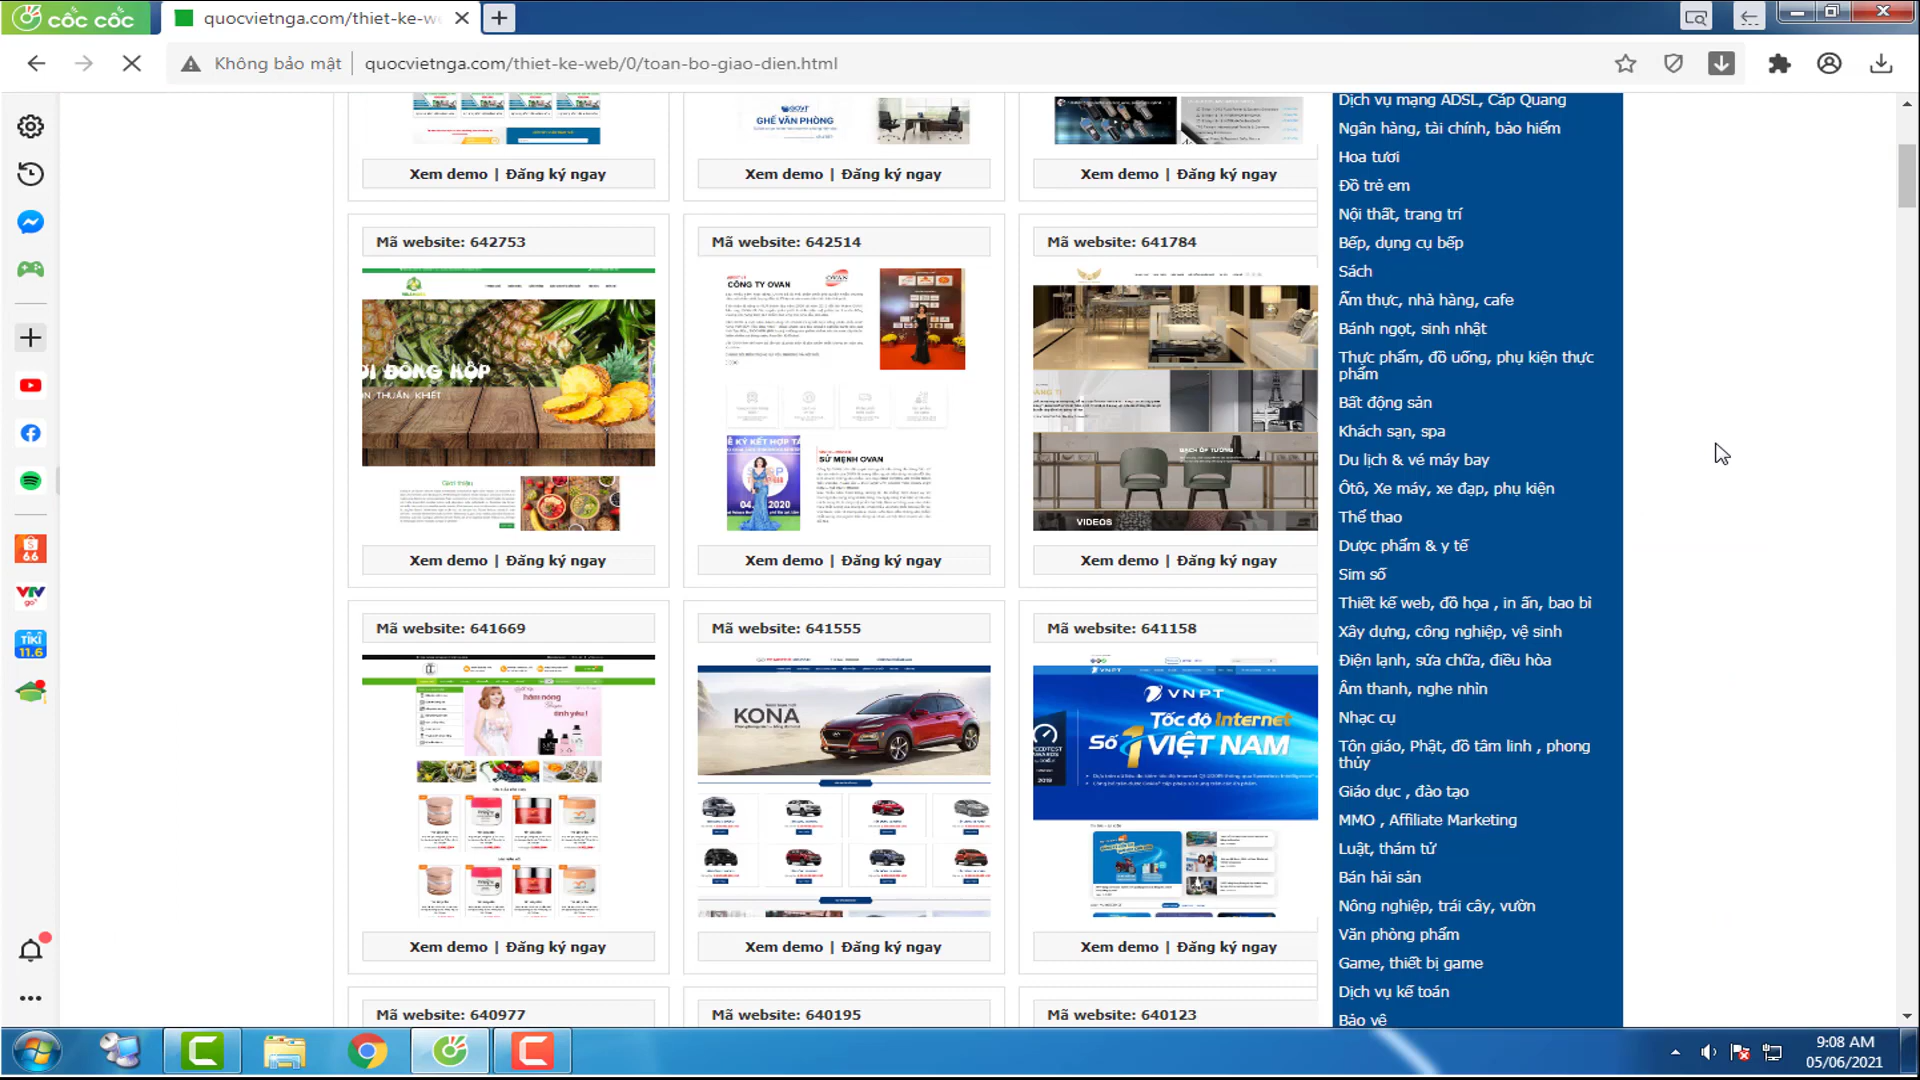 cốc cốc
quocvietnga.com/thiet-ke-w
Không bảo mật
quocvietnga.com/thiet-ke-web/0/toan-bo-giao-dien.html
GOVT
GHẾ VĂN PHÒNG
Xem demo | Đăng ký ngay
Xem demo | Đăng ký ngay
Xem demo | Đăng ký ngay
Mã website: 642753
Mã website: 642514
Mã website: 641784
CÔNG TY OVAN
OVAN
SỨ MỆNH OVAN
VIDEOS
Giới thiệu
Xem demo | Đăng ký ngay
Xem demo | Đăng ký ngay
Xem demo | Đăng ký ngay
Mã website: 641669
Mã website: 641555
Mã website: 641158
KONA
VNPT
VNPT
Tốc độ Internet
Số 1 VIỆT NAM
Xem demo | Đăng ký ngay
Xem demo | Đăng ký ngay
Xem demo | Đăng ký ngay
Mã website: 640977
Mã website: 640195
Mã website: 640123
Dịch vụ mạng ADSL, Cáp Quang
Ngân hàng, tài chính, bảo hiểm
Hoa tươi
Đồ trẻ em
Nội thất, trang trí
Bếp, dụng cụ bếp
Sách
Ẩm thực, nhà hàng, cafe
Bánh ngọt, sinh nhật
Thực phẩm, đồ uống, phụ kiện thực
phẩm
Bất động sản
Khách sạn, spa
Du lịch & vé máy bay
Ôtô, Xe máy, xe đạp, phụ kiện
Thể thao
Dược phẩm & y tế
Sim số
Thiết kế web, đồ họa , in ấn, bao bì
Xây dựng, công nghiệp, vệ sinh
Điện lạnh, sửa chữa, điều hòa
Âm thanh, nghe nhìn
Nhạc cụ
Tôn giáo, Phật, đồ tâm linh , phong
thủy
Giáo dục , đào tạo
MMO , Affiliate Marketing
Luật, thám tử
Bán hải sản
Nông nghiệp, trái cây, vườn
Văn phòng phẩm
Game, thiết bị game
Dịch vụ kế toán
Bảo vệ
6.6
VTV
go
TIKI
11.6
9:08 AM
05/06/2021